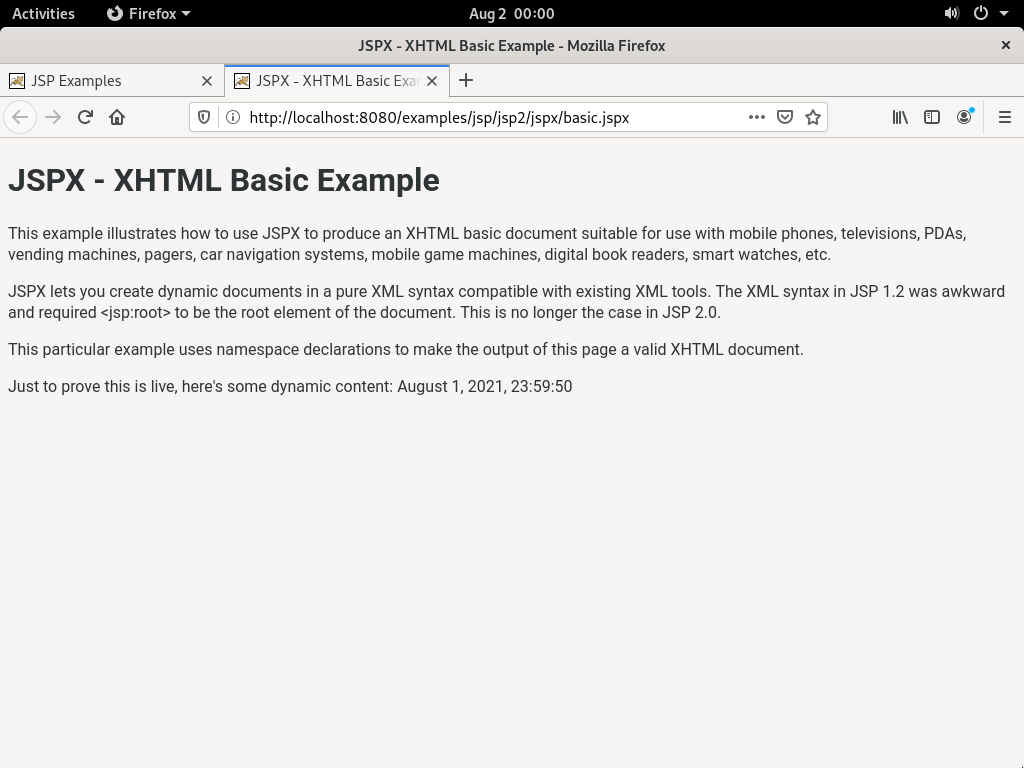 Activities
Firefox
Aug 2 00:00
JSPX - XHTML Basic Example - Mozilla Firefox
JSP Examples
JSPX - XHTML Basic Exa
http://localhost:8080/examples/jsp/jsp2/jspx/basic.jspx
JSPX - XHTML Basic Example
This example illustrates how to use JSPX to produce an XHTML basic document suitable for use with mobile phones, televisions, PDAs,
vending machines, pagers, car navigation systems, mobile game machines, digital book readers, smart watches, etc.
JSPX lets you create dynamic documents in a pure XML syntax compatible with existing XML tools. The XML syntax in JSP 1.2 was awkward
and required <jsp:root> to be the root element of the document. This is no longer the case in JSP 2.0.
This particular example uses namespace declarations to make the output of this page a valid XHTML document.
Just to prove this is live, here's some dynamic content: August 1, 2021, 23:59:50